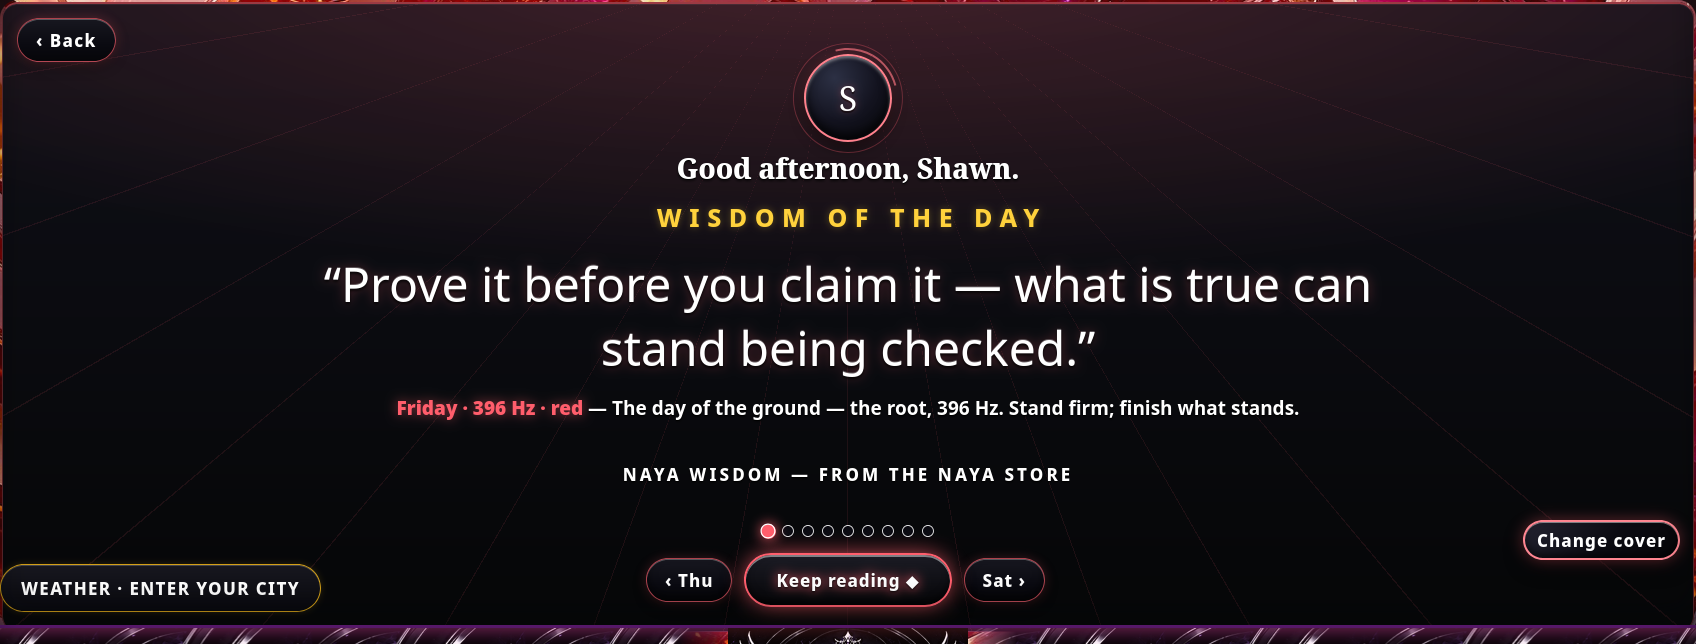 ‹ Back
S
Good afternoon, Shawn.
WISDOM OF THE DAY
“Prove it before you claim it — what is true can
stand being checked.”
Friday · 396 Hz · red — The day of the ground — the root, 396 Hz. Stand firm; finish what stands.
NAYA WISDOM — FROM THE NAYA STORE
Change cover
WEATHER · ENTER YOUR CITY
‹ Thu
Keep reading ◆
Sat ›